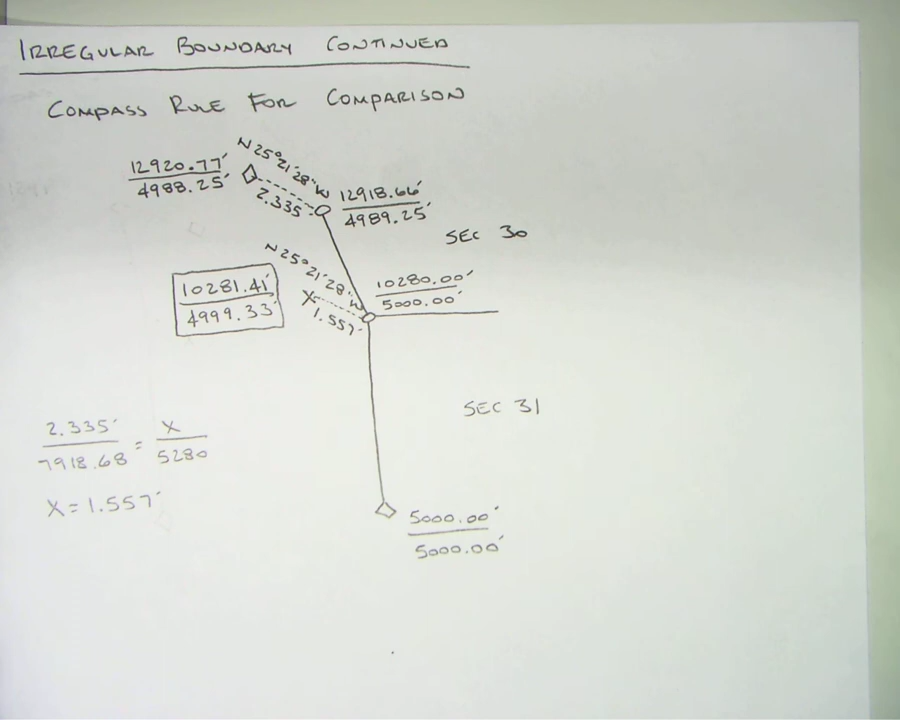 IRREGULAR BOUNDARY CONTINUED
COMPASS RULE FOR COMPARISON
N 25°21'28" W
12920.77'
4988.25'
2.335'
12918.66'
4989.25'
SEC 30
N 25°21'28" W
10281.41'
4999.33'
X
1.557'
10280.00'
5000.00'
SEC 31
2.335' = X
7918.68 5280
X = 1.557'
5000.00'
5000.00'